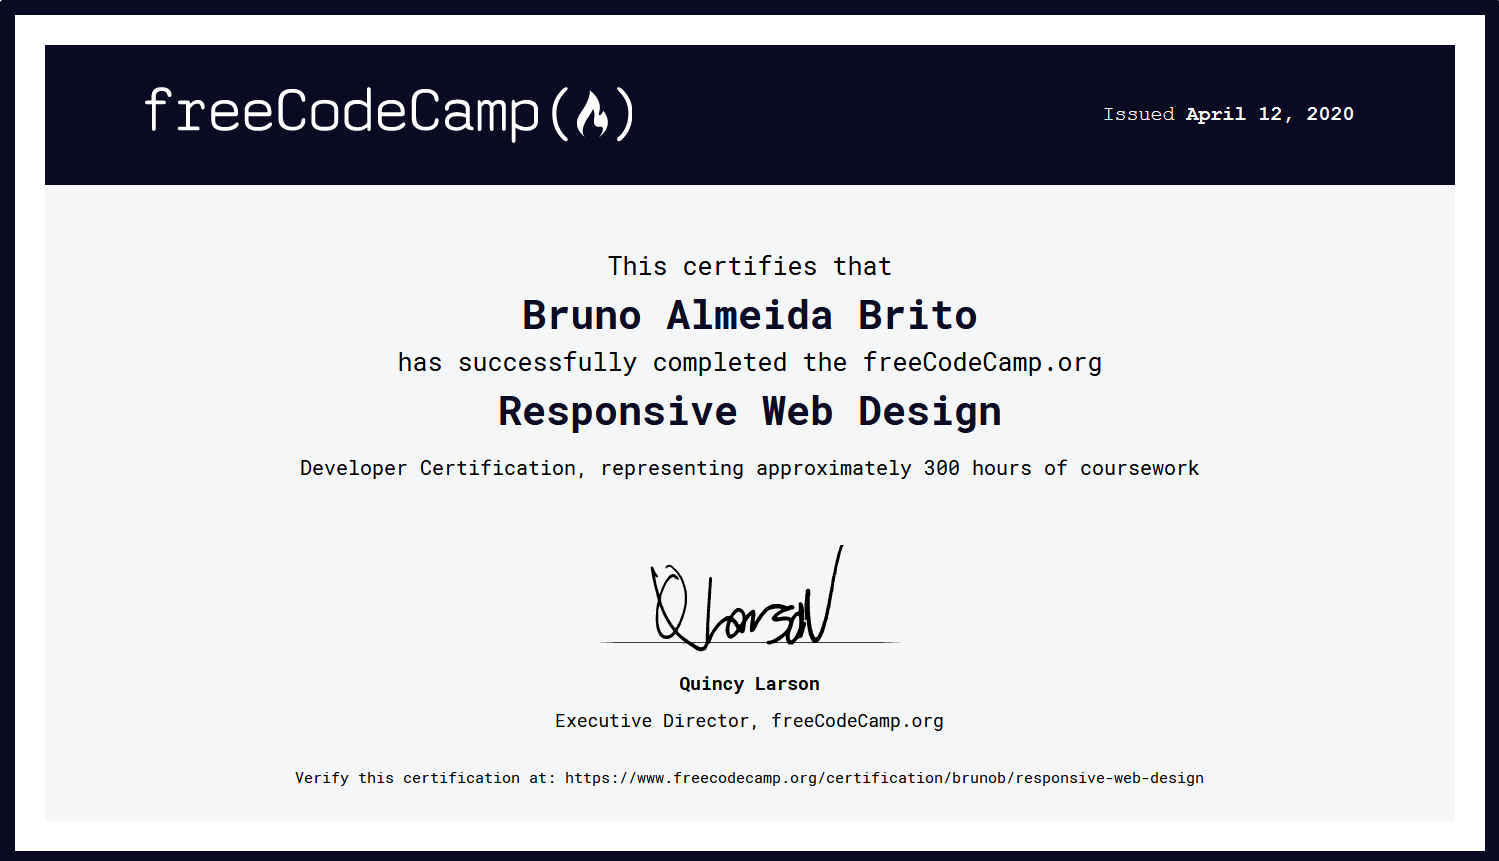 freeCodeCamp(🔥)
Issued April 12, 2020
This certifies that
Bruno Almeida Brito
has successfully completed the freeCodeCamp.org
Responsive Web Design
Developer Certification, representing approximately 300 hours of coursework
Q Larson
Quincy Larson
Executive Director, freeCodeCamp.org
Verify this certification at: https://www.freecodecamp.org/certification/brunob/responsive-web-design